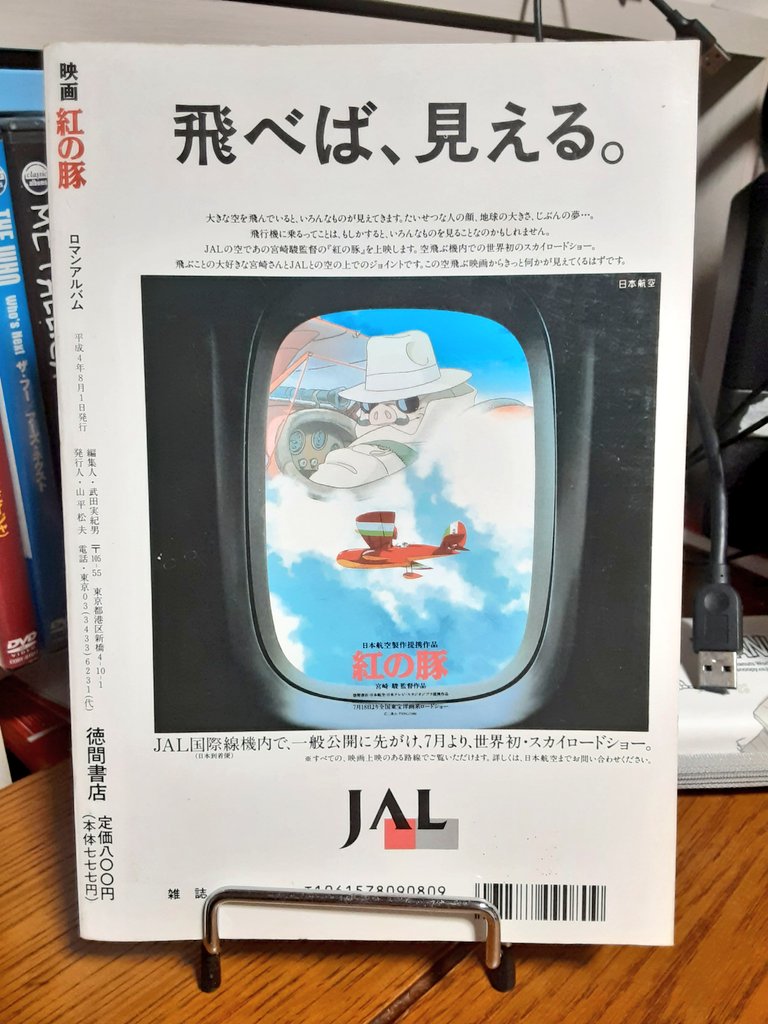 映画
紅の豚
ロマンアルバム
平成4年8月1日発行
編集人・武田実紀男
発行人・山平松夫
〒105-55 東京都港区新橋4-10-1
電話・東京03(3433)6231(代)
徳間書店
定価八〇〇円
(本体七七七円)
飛べば、見える。
大きな空を飛んでいると、いろんなものが見えてきます。たいせつな人の顔、地球の大きさ、じぶんの夢…。
飛行機に乗るってことは、もしかすると、いろんなものを見ることなのかもしれません。
JALの空であの宮崎駿監督の『紅の豚』を上映します。空飛ぶ機内での世界初のスカイロードショー。
飛ぶことの大好きな宮崎さんとJALとの空の上でのジョイントです。この空飛ぶ映画からきっと何かが見えてくるはずです。
日本航空
日本航空製作提携作品
紅の豚
宮崎 駿 監督作品
7月18日より全国東宝洋画系ロードショー
JAL国際線機内で、一般公開に先がけ、7月より、世界初・スカイロードショー。
(日本到着便)
※すべての、映画上映のある路線でご覧いただけます。詳しくは、日本航空までお問い合わせください。
JAL
雑誌
T1061578090809
classic albums
THE WHO
who's next
ザ・フー
DVD
VIDEO